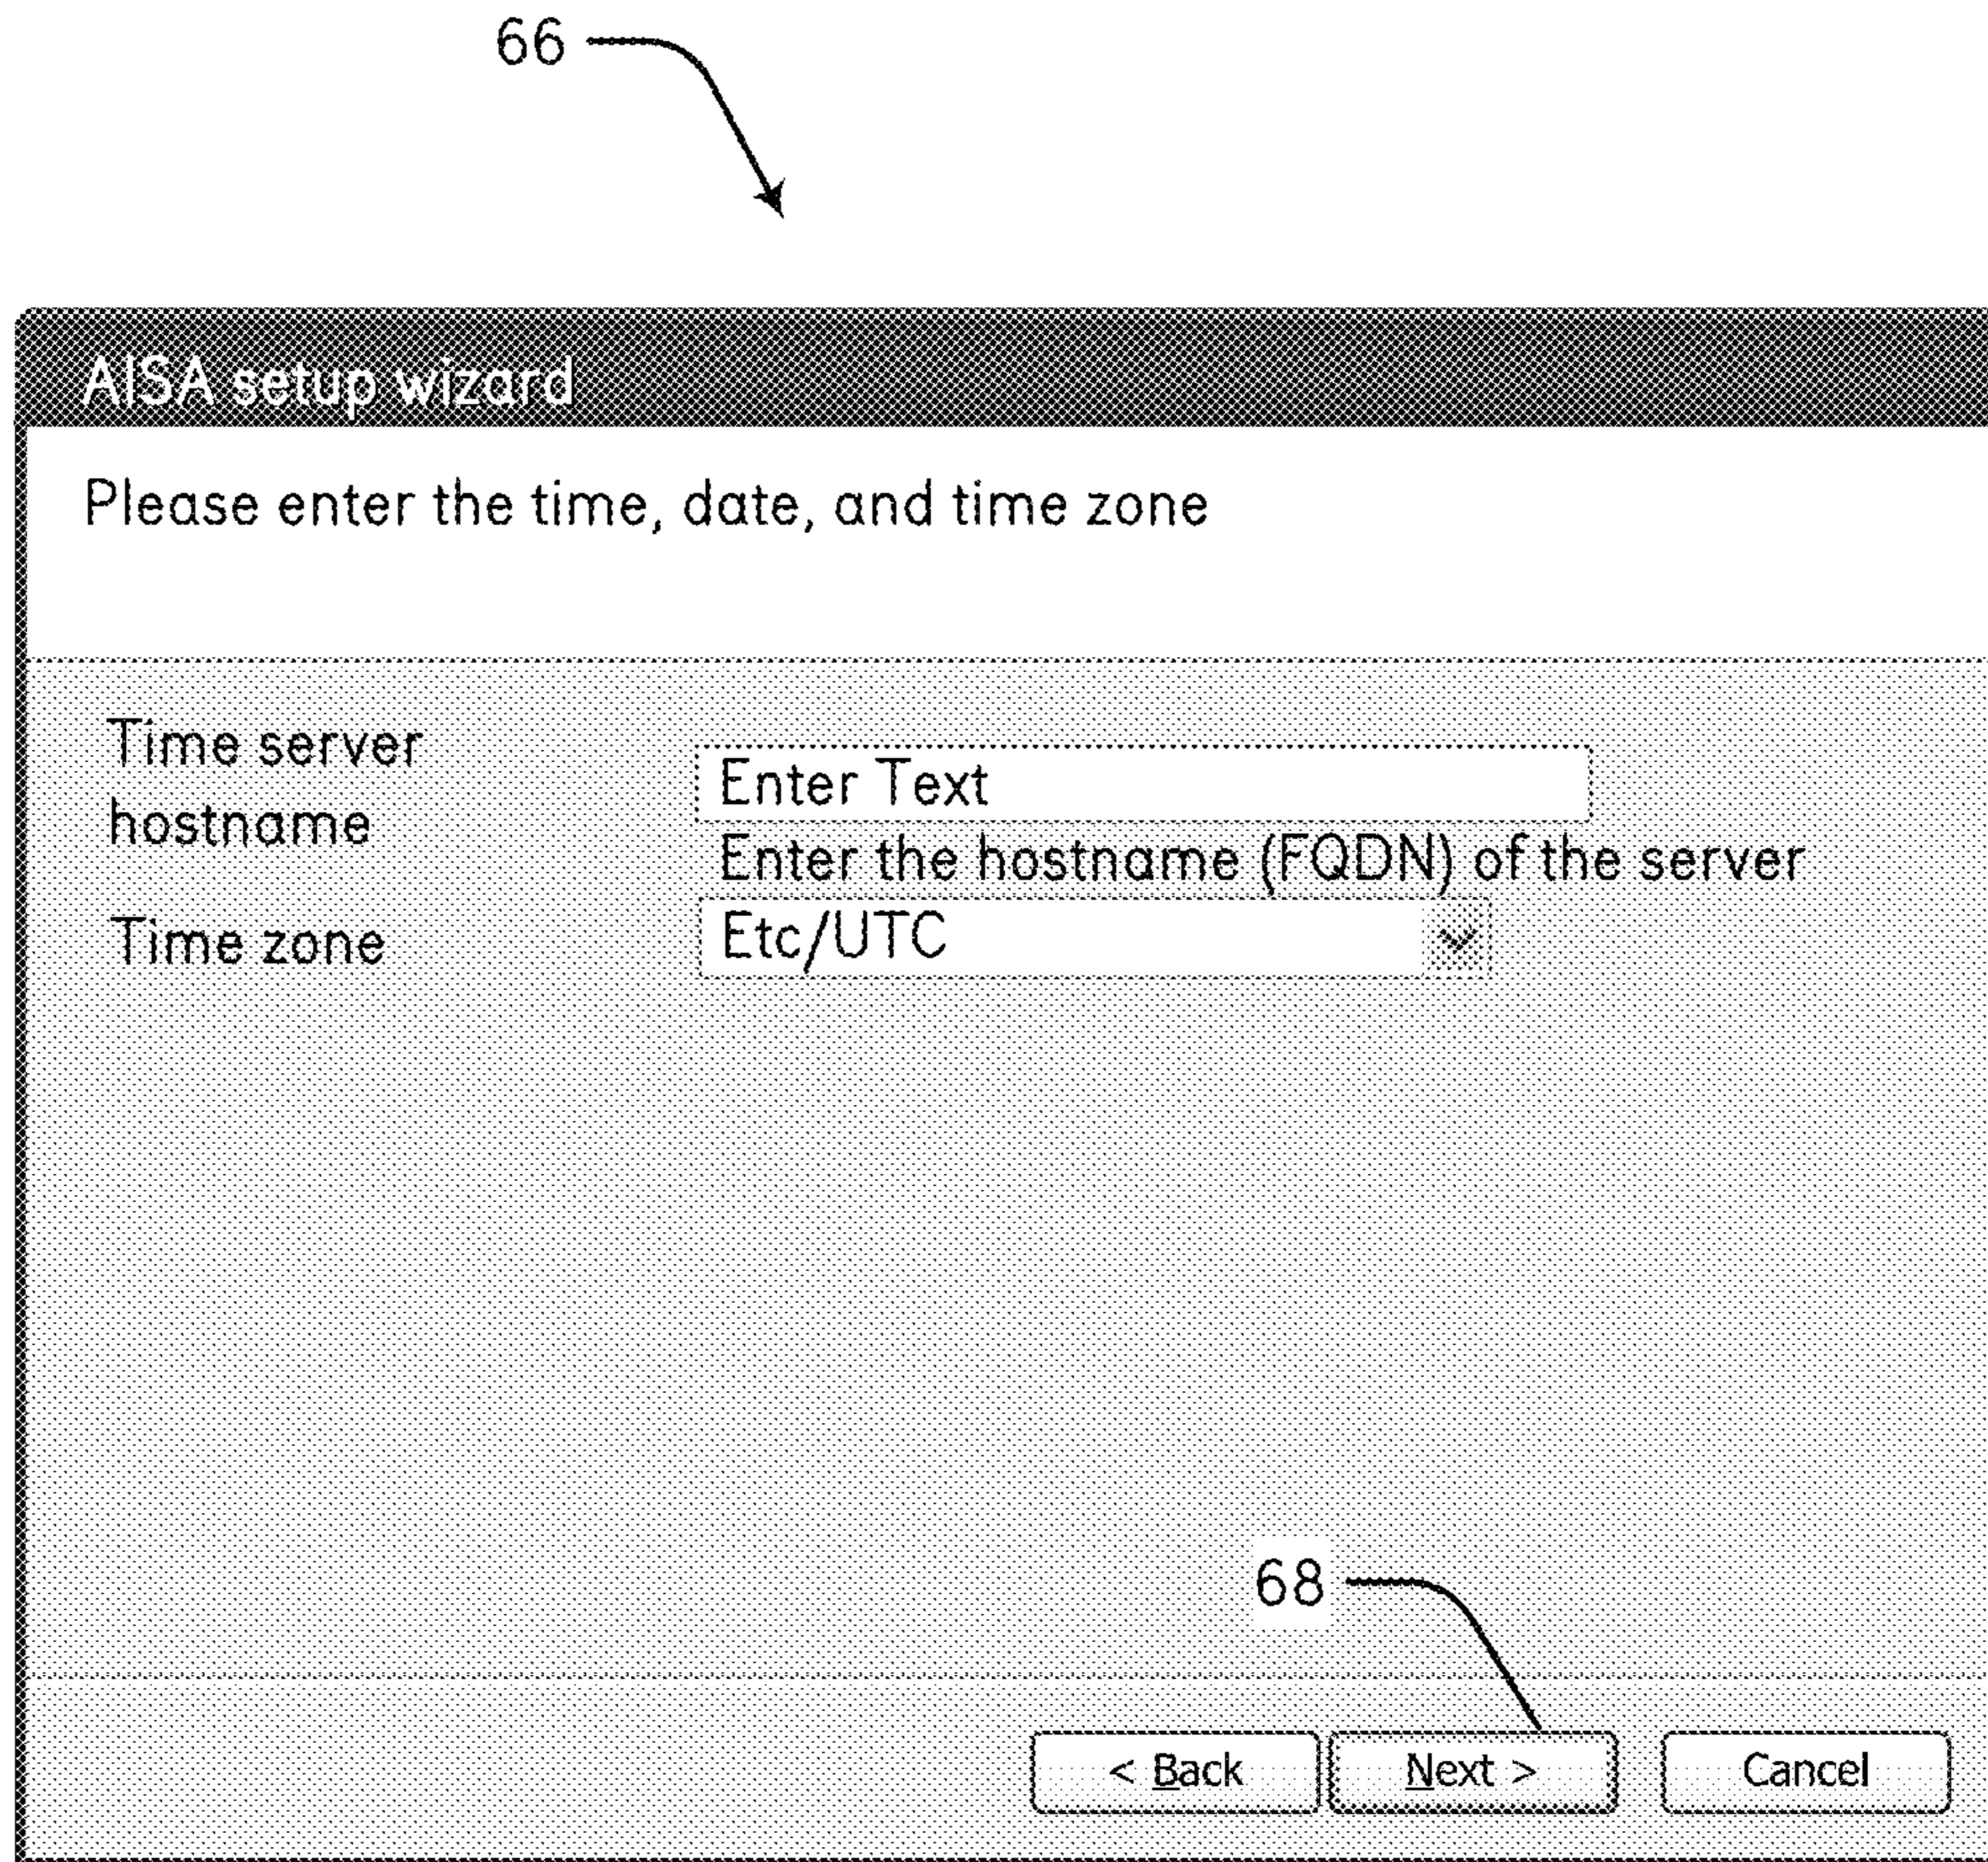 66
AISA setup wizard
Please enter the time, date, and time zone
Time server
hostname
Enter Text
Enter the hostname (FQDN) of the server
Time zone
Etc/UTC
68
< Back
Next >
Cancel